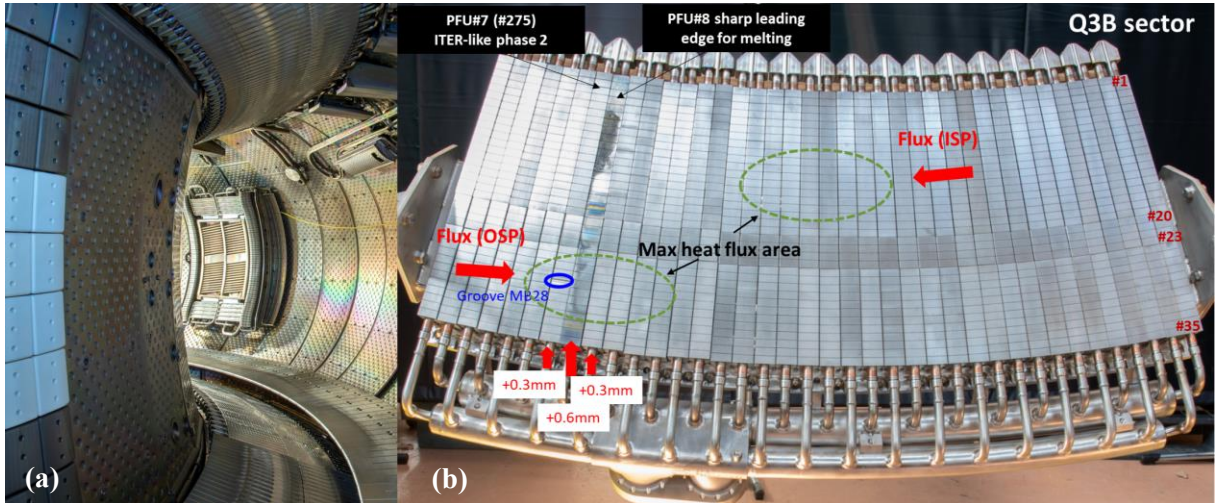 PFU#7 (#275)
ITER-like phase 2
PFU#8 sharp leading
edge for melting
Q3B sector
#1
Flux (ISP)
#20
#23
Flux (OSP)
Max heat flux area
Groove MB28
#35
+0.3mm
+0.3mm
+0.6mm
(a)
(b)